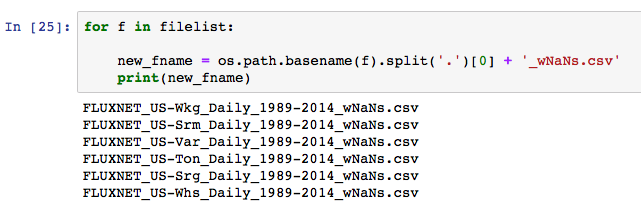 In [25]: for f in filelist:
new_fname = os.path.basename(f).split('.')[0] + '_wNaNs.csv'
print(new_fname)
FLUXNET_US-Wkg_Daily_1989-2014_wNaNs.csv
FLUXNET_US-Srm_Daily_1989-2014_wNaNs.csv
FLUXNET_US-Var_Daily_1989-2014_wNaNs.csv
FLUXNET_US-Ton_Daily_1989-2014_wNaNs.csv
FLUXNET_US-Srg_Daily_1989-2014_wNaNs.csv
FLUXNET_US-Whs_Daily_1989-2014_wNaNs.csv